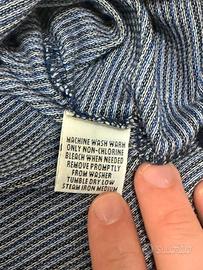 MACHINE WASH WARM
ONLY NON-CHLORINE
BLEACH WHEN NEEDED
REMOVE PROMPTLY
FROM WASHER
TUMBLE DRY LOW
STEAM IRON MEDIUM
subito